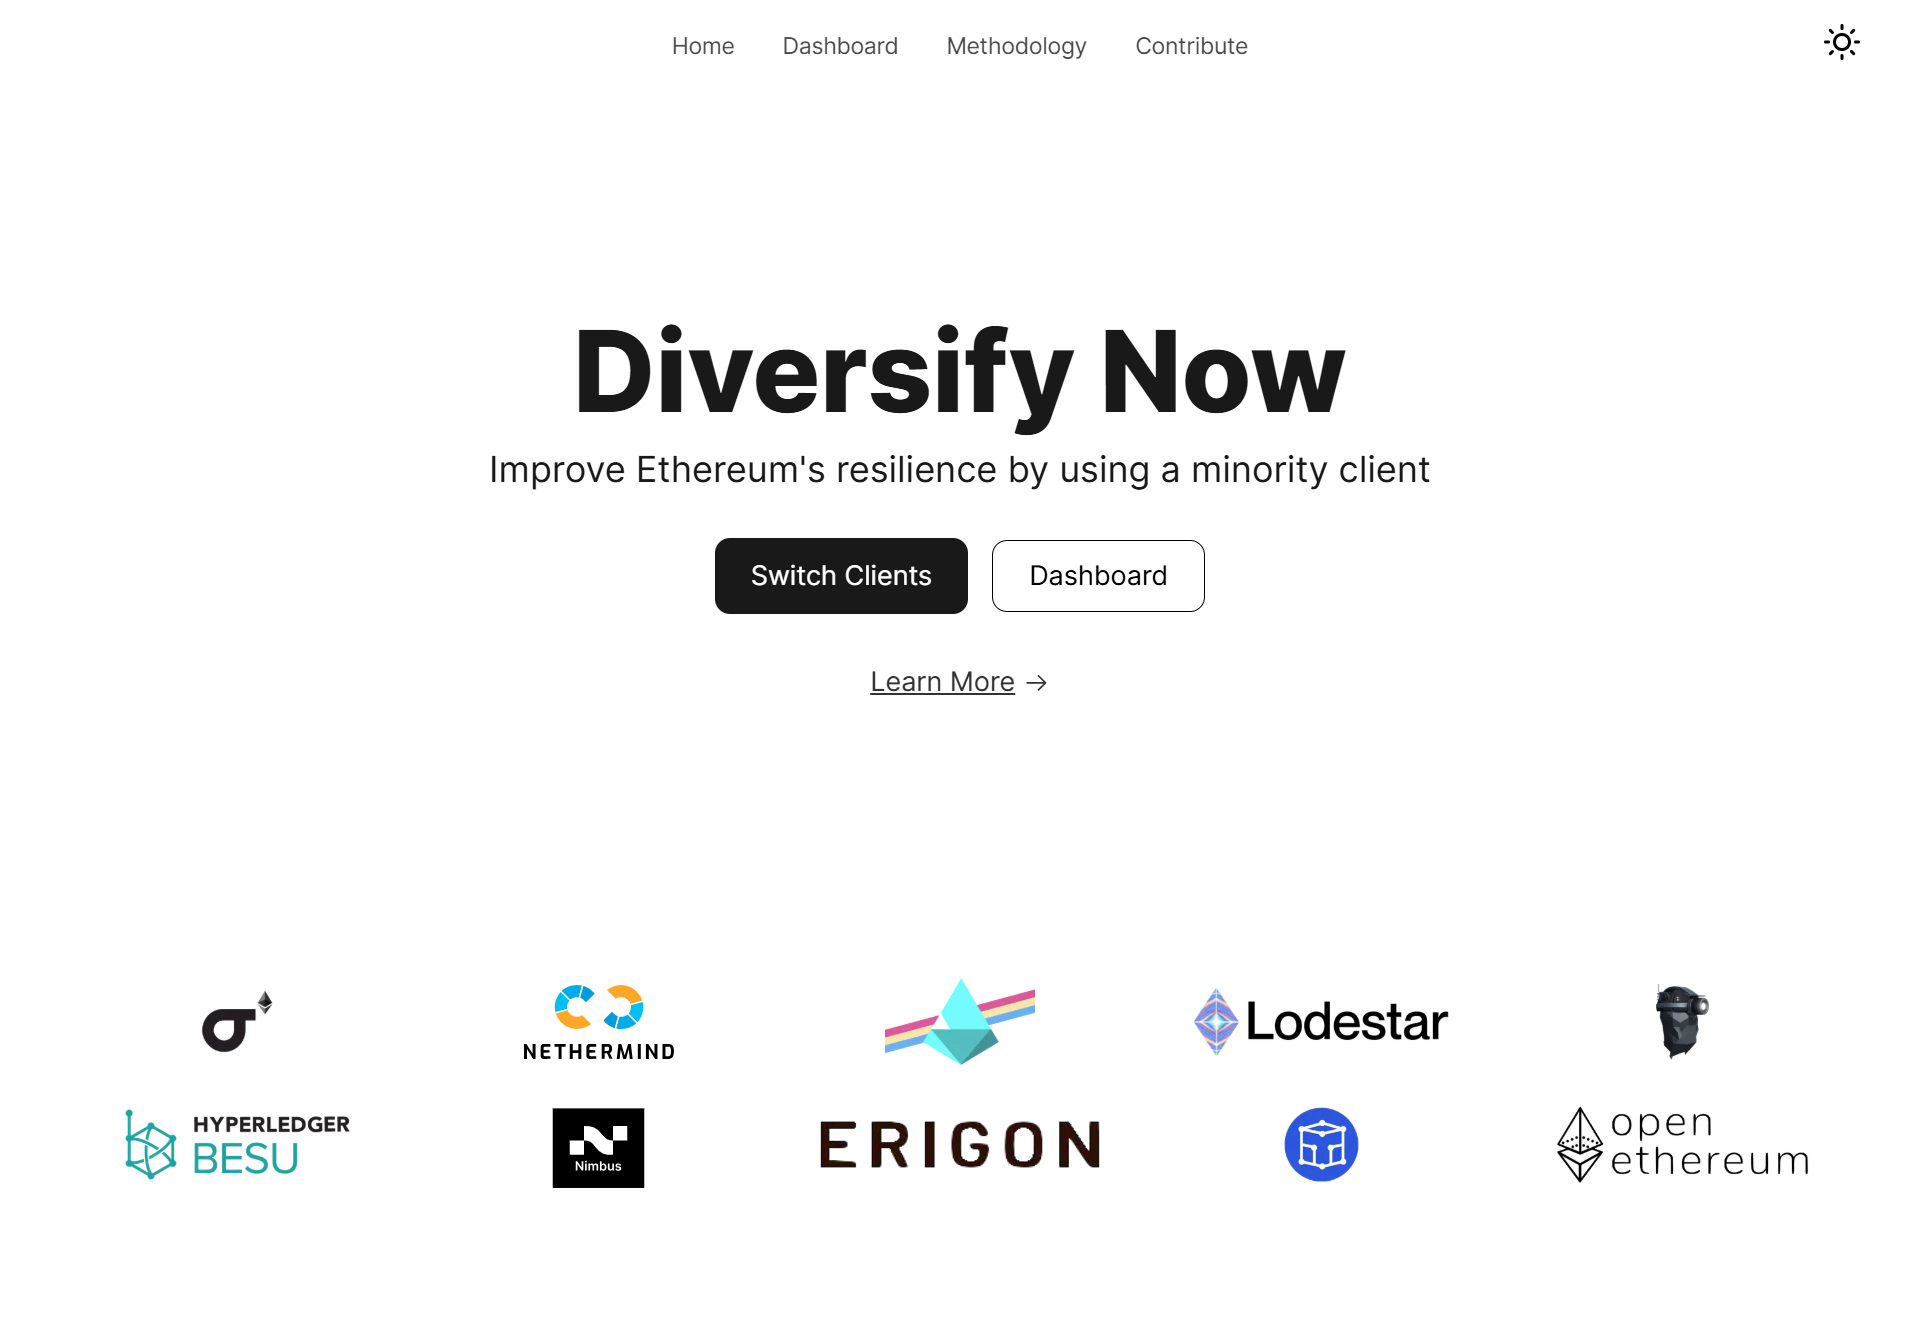 Home Dashboard Methodology Contribute
Diversify Now
Improve Ethereum's resilience by using a minority client
Switch Clients Dashboard
Learn More →
NETHERMIND
Lodestar
HYPERLEDGER
BESU
Nimbus
ERIGON
open
ethereum